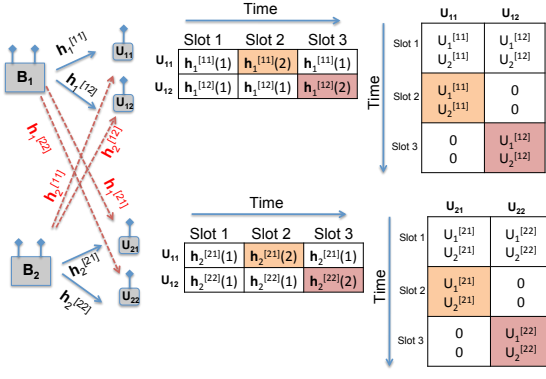 B₁
h₁^[11]
h₁^[12]
h₁^[22]
h₂^[12]
h₂^[11]
h₁^[21]
U₁₁
U₁₂
B₂
h₂^[21]
h₂^[22]
U₂₁
U₂₂
Time
Slot 1 Slot 2 Slot 3
U₁₁ h₁^[11](1) h₁^[11](2) h₁^[11](1)
U₁₂ h₁^[12](1) h₁^[12](1) h₁^[12](2)
Time
U₁₁ U₁₂
Slot 1 U₁^[11] U₁^[12]
U₂^[11] U₂^[12]
Slot 2 U₁^[11] 0
U₂^[11] 0
Slot 3 0 U₁^[12]
0 U₂^[12]
Time
Slot 1 Slot 2 Slot 3
U₁₁ h₂^[21](1) h₂^[21](2) h₂^[21](1)
U₁₂ h₂^[22](1) h₂^[22](1) h₂^[22](2)
Time
U₂₁ U₂₂
Slot 1 U₁^[21] U₁^[22]
U₂^[21] U₂^[22]
Slot 2 U₁^[21] 0
U₂^[21] 0
Slot 3 0 U₁^[22]
0 U₂^[22]